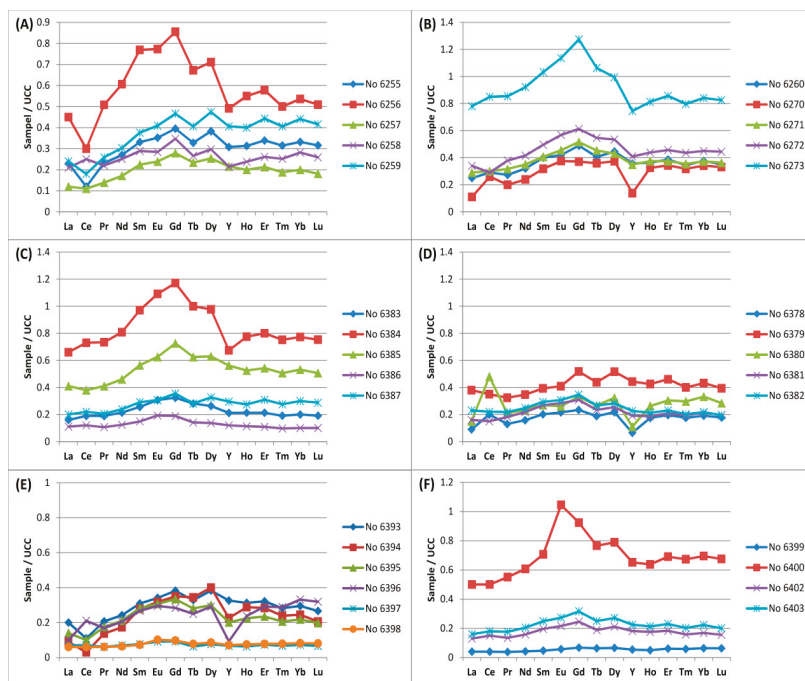 (A)
Sampel / UCC
0.9
0.8
0.7
0.6
0.5
0.4
0.3
0.2
0.1
0
La Ce Pr Nd Sm Eu Gd Tb Dy Y Ho Er Tm Yb Lu
No 6255
No 6256
No 6257
No 6258
No 6259
(B)
Sample / UCC
1.4
1.2
1
0.8
0.6
0.4
0.2
0
La Ce Pr Nd Sm Eu Gd Tb Dy Y Ho Er Tm Yb Lu
No 6260
No 6270
No 6271
No 6272
No 6273
(C)
Sample / UCC
1.4
1.2
1
0.8
0.6
0.4
0.2
0
La Ce Pr Nd Sm Eu Gd Tb Dy Y Ho Er Tm Yb Lu
No 6383
No 6384
No 6385
No 6386
No 6387
(D)
Sample / UCC
1.4
1.2
1
0.8
0.6
0.4
0.2
0
La Ce Pr Nd Sm Eu Gd Tb Dy Y Ho Er Tm Yb Lu
No 6378
No 6379
No 6380
No 6381
No 6382
(E)
Sample / UCC
1
0.8
0.6
0.4
0.2
0
La Ce Pr Nd Sm Eu Gd Tb Dy Y Ho Er Tm Yb Lu
No 6393
No 6394
No 6395
No 6396
No 6397
No 6398
(F)
Sample / UCC
1.2
1
0.8
0.6
0.4
0.2
0
La Ce Pr Nd Sm Eu Gd Tb Dy Y Ho Er Tm Yb Lu
No 6399
No 6400
No 6402
No 6403